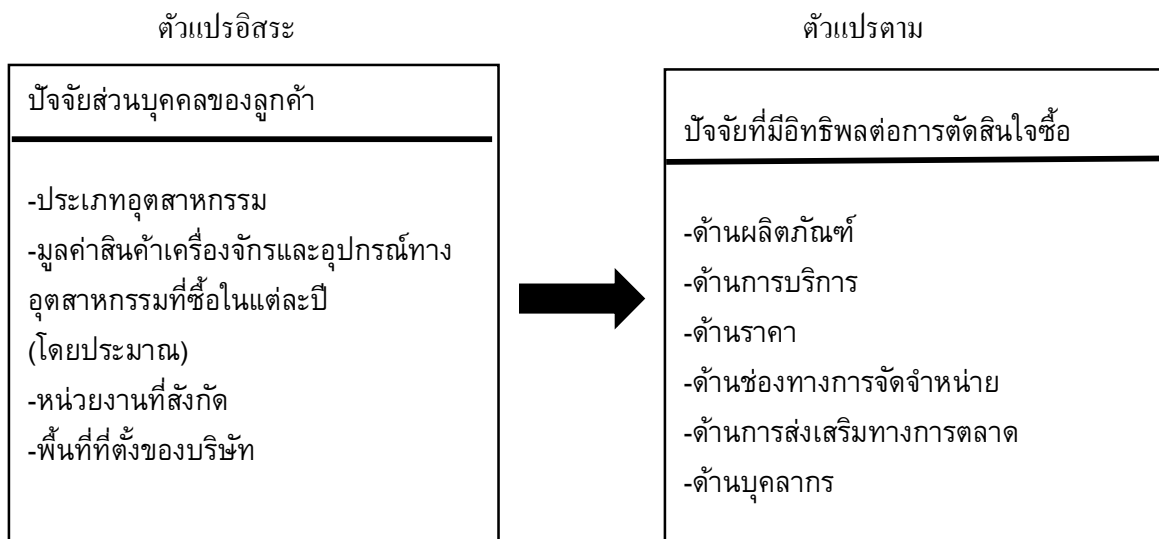 ตัวแปรอิสระ
ตัวแปรตาม
ปัจจัยส่วนบุคคลของลูกค้า
-ประเภทอุตสาหกรรม
-มูลค่าสินค้าเครื่องจักรและอุปกรณ์ทาง
อุตสาหกรรมที่ซื้อในแต่ละปี
(โดยประมาณ)
-หน่วยงานที่สังกัด
-พื้นที่ที่ตั้งของบริษัท
ปัจจัยที่มีอิทธิพลต่อการตัดสินใจซื้อ
-ด้านผลิตภัณฑ์
-ด้านการบริการ
-ด้านราคา
-ด้านช่องทางการจัดจำหน่าย
-ด้านการส่งเสริมทางการตลาด
-ด้านบุคลากร